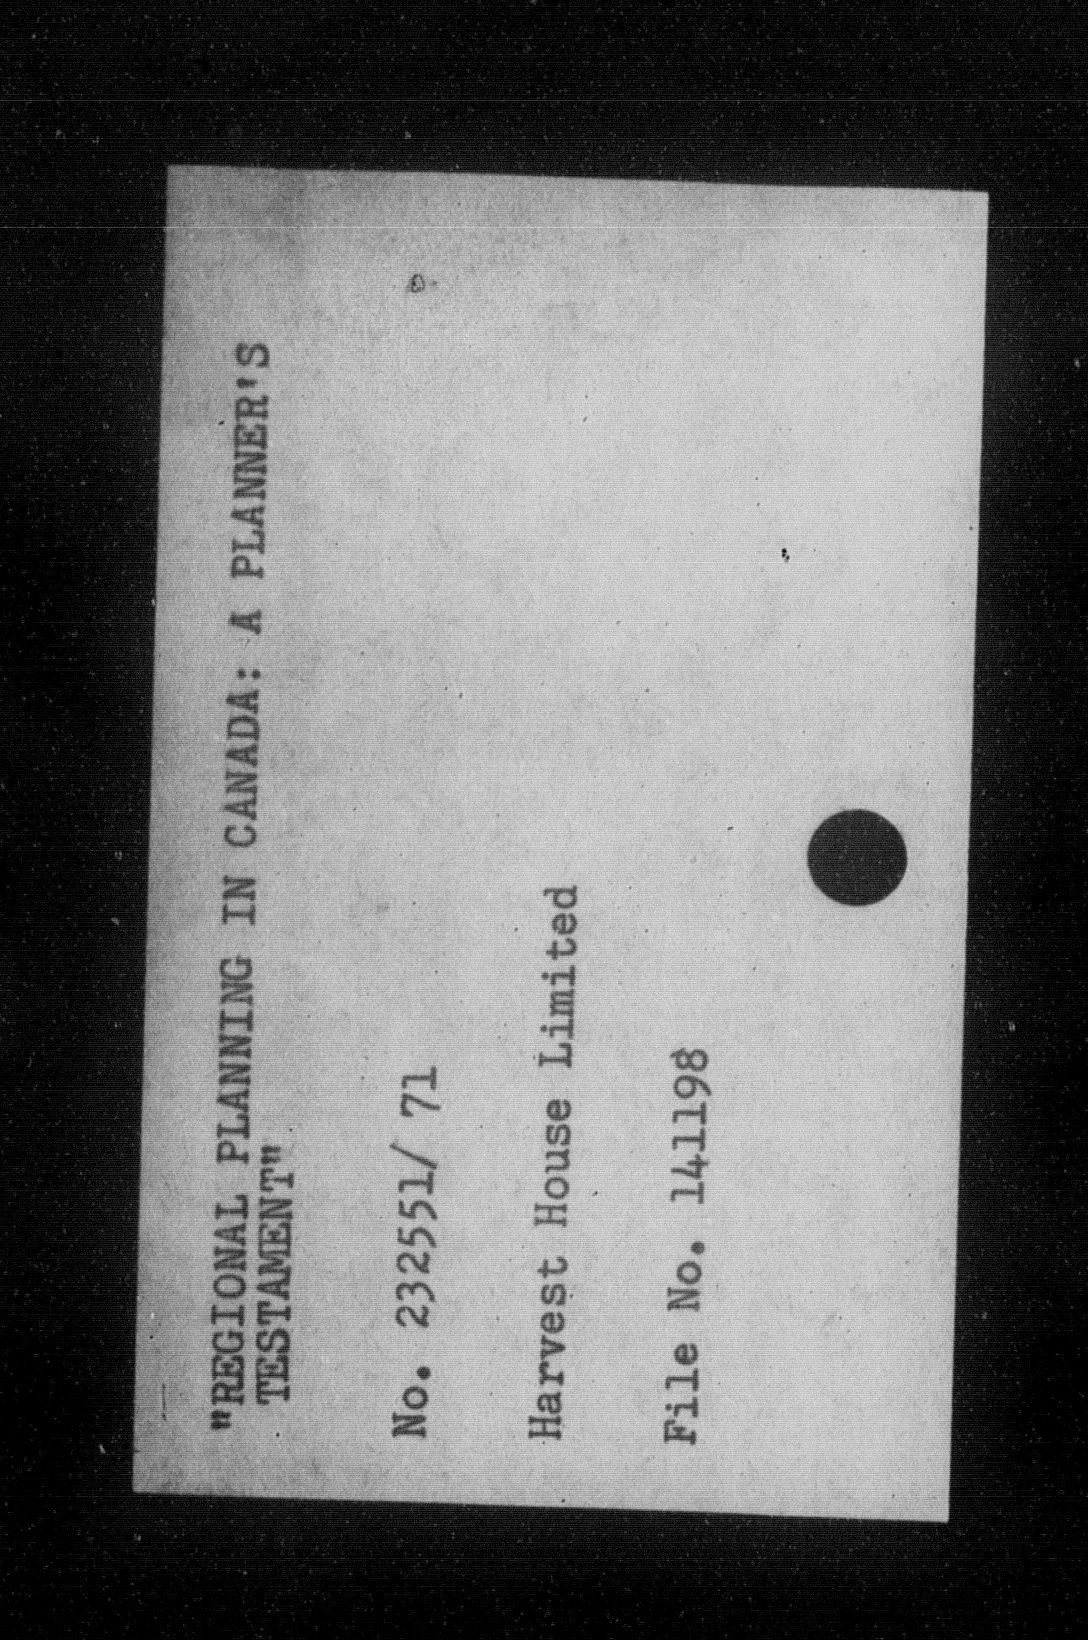 "REGIONAL PLANNING IN CANADA: A PLANNER'S
TESTAMENT"
No. 232551/ 71
Harvest House Limited
File No. 141198